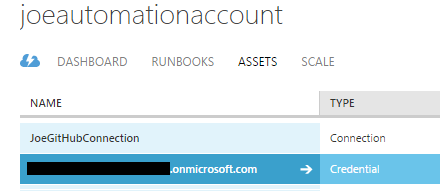 joeautomationaccount
DASHBOARD RUNBOOKS ASSETS SCALE
NAME TYPE
JoeGitHubConnection Connection
.onmicrosoft.com Credential